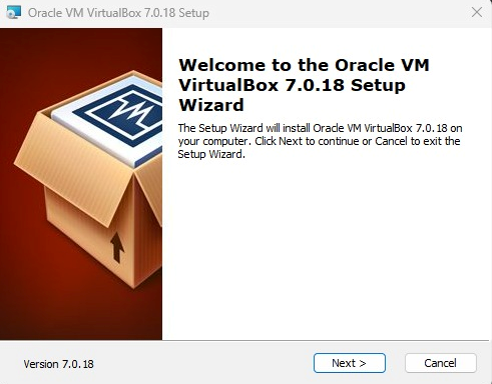 Oracle VM VirtualBox 7.0.18 Setup
Welcome to the Oracle VM
VirtualBox 7.0.18 Setup
Wizard
The Setup Wizard will install Oracle VM VirtualBox 7.0.18 on
your computer. Click Next to continue or Cancel to exit the
Setup Wizard.
Version 7.0.18
Next >
Cancel